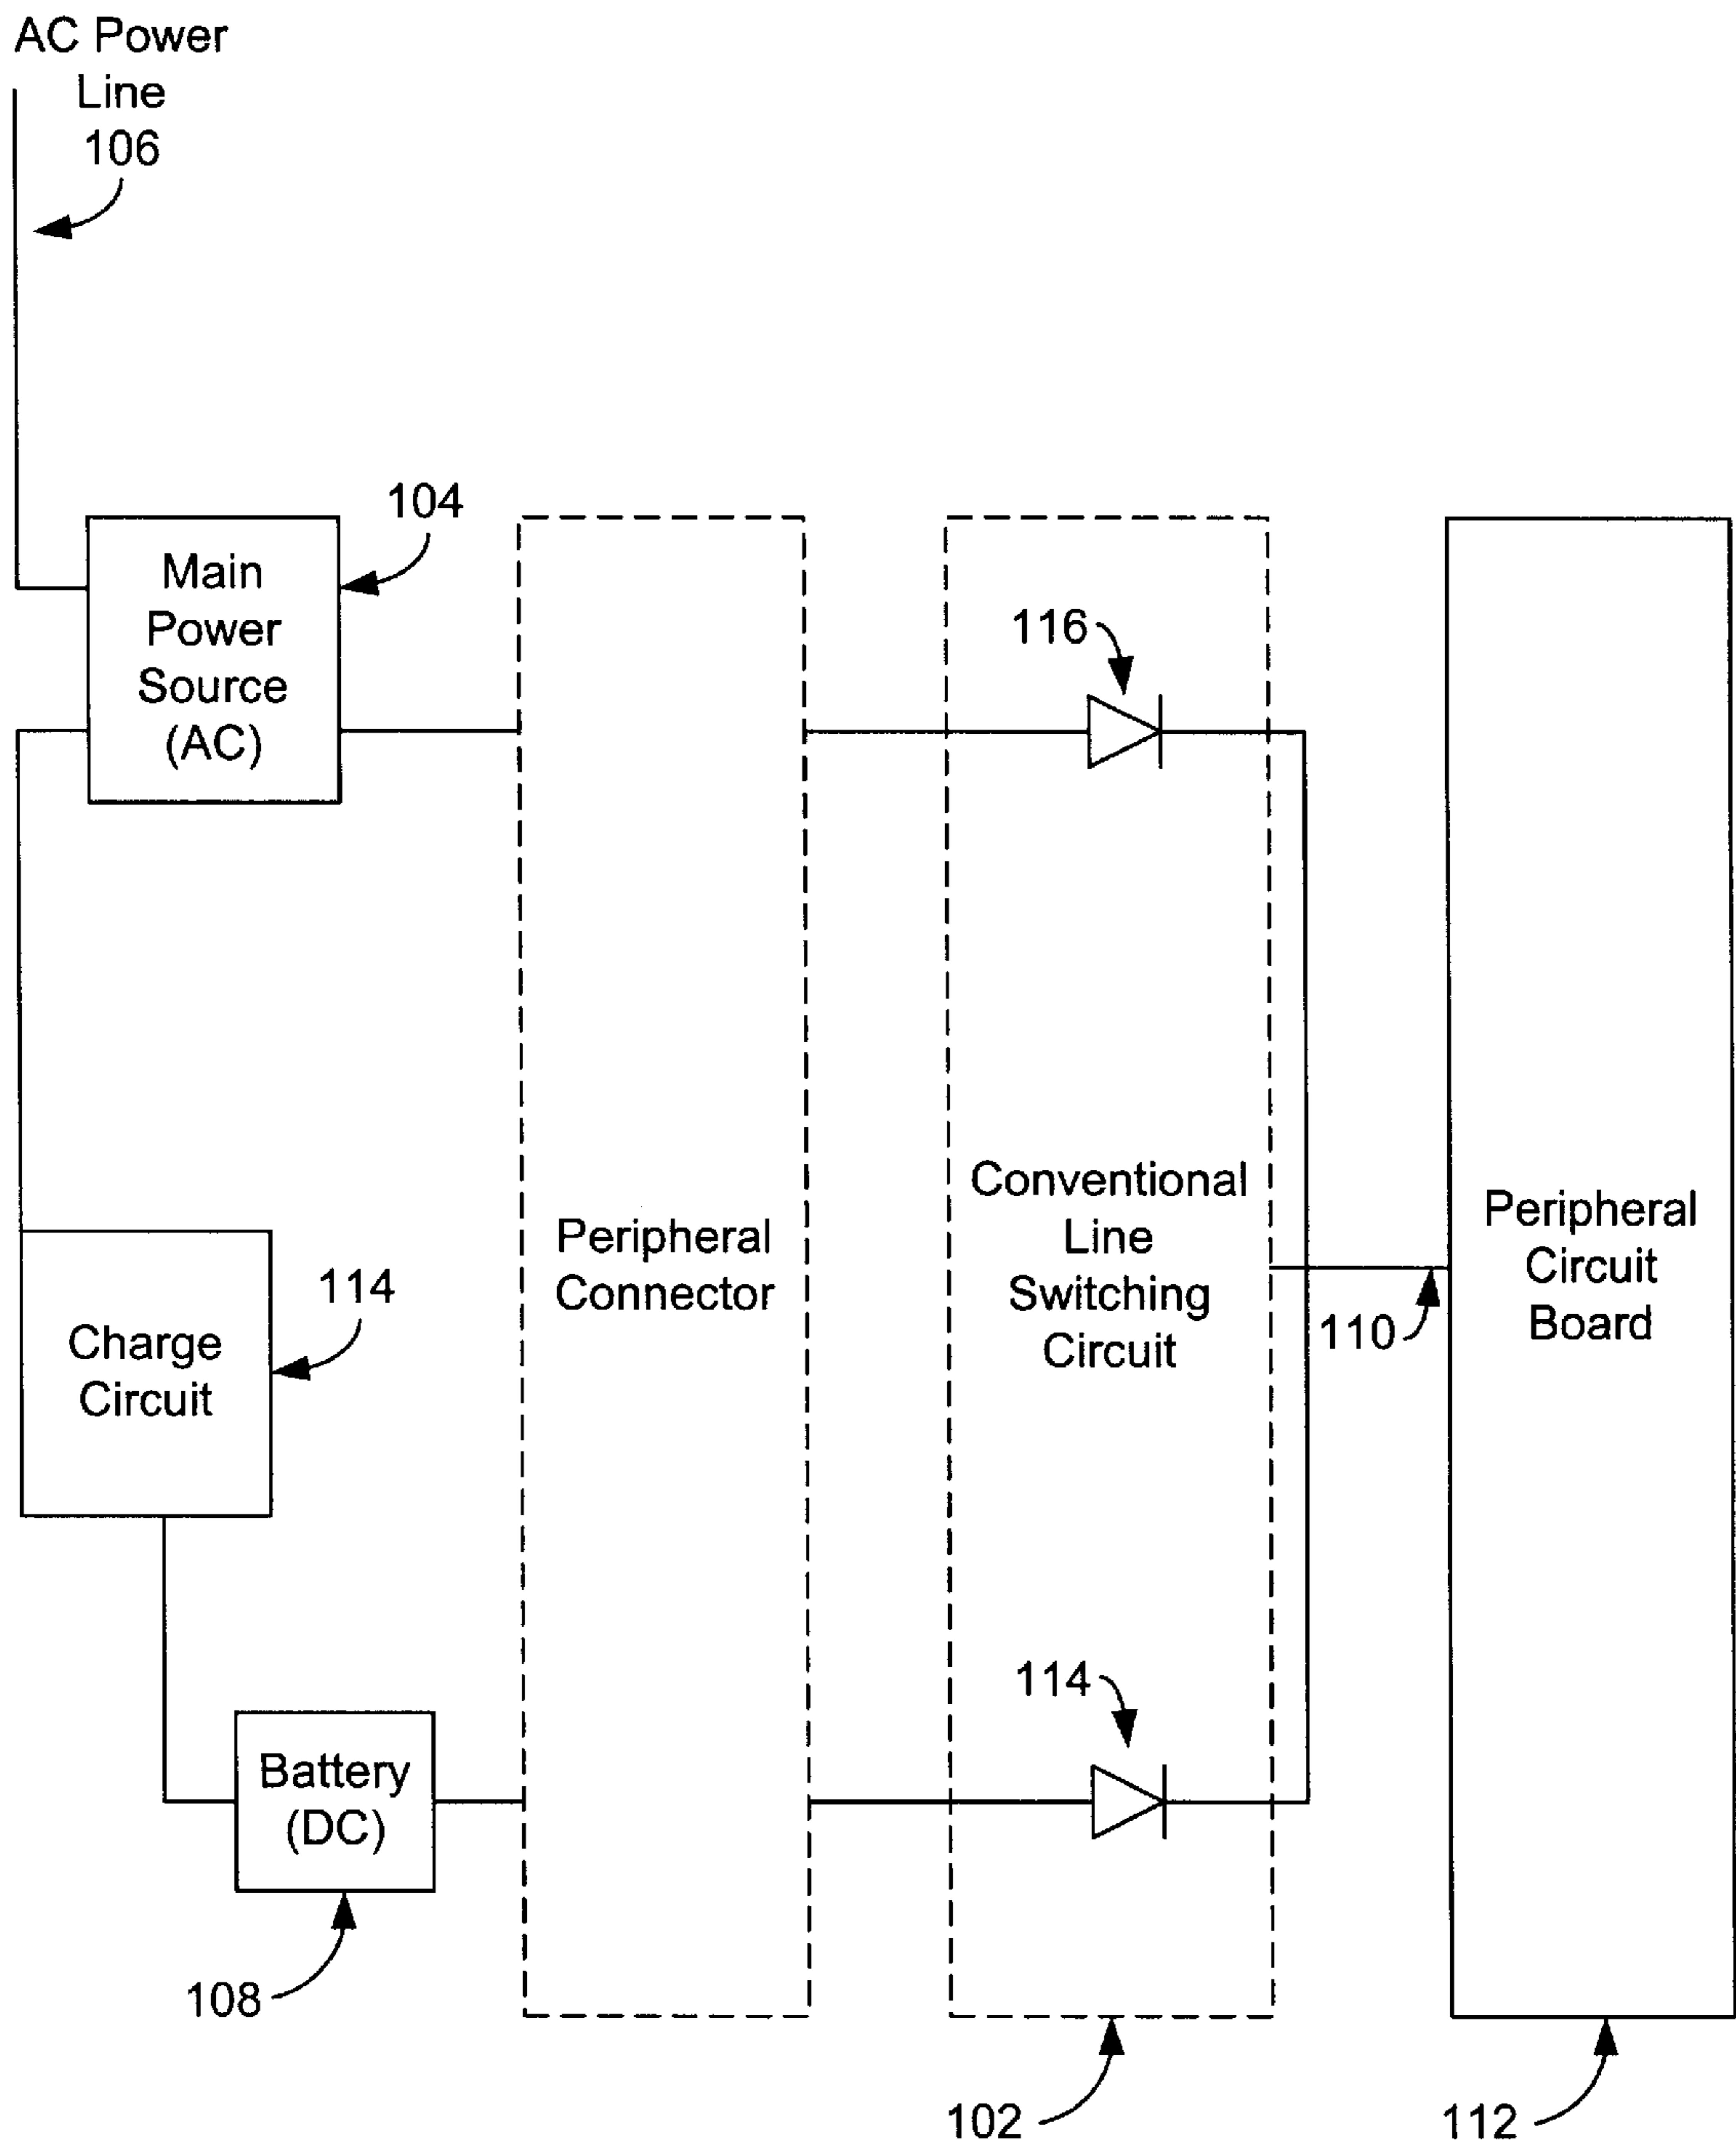 AC Power
Line
106
104
Main
Power
Source
(AC)
116
Peripheral
Connector
Conventional
Line
Switching
Circuit
110
Peripheral
Circuit
Board
114
Charge
Circuit
114
Battery
(DC)
108
102
112